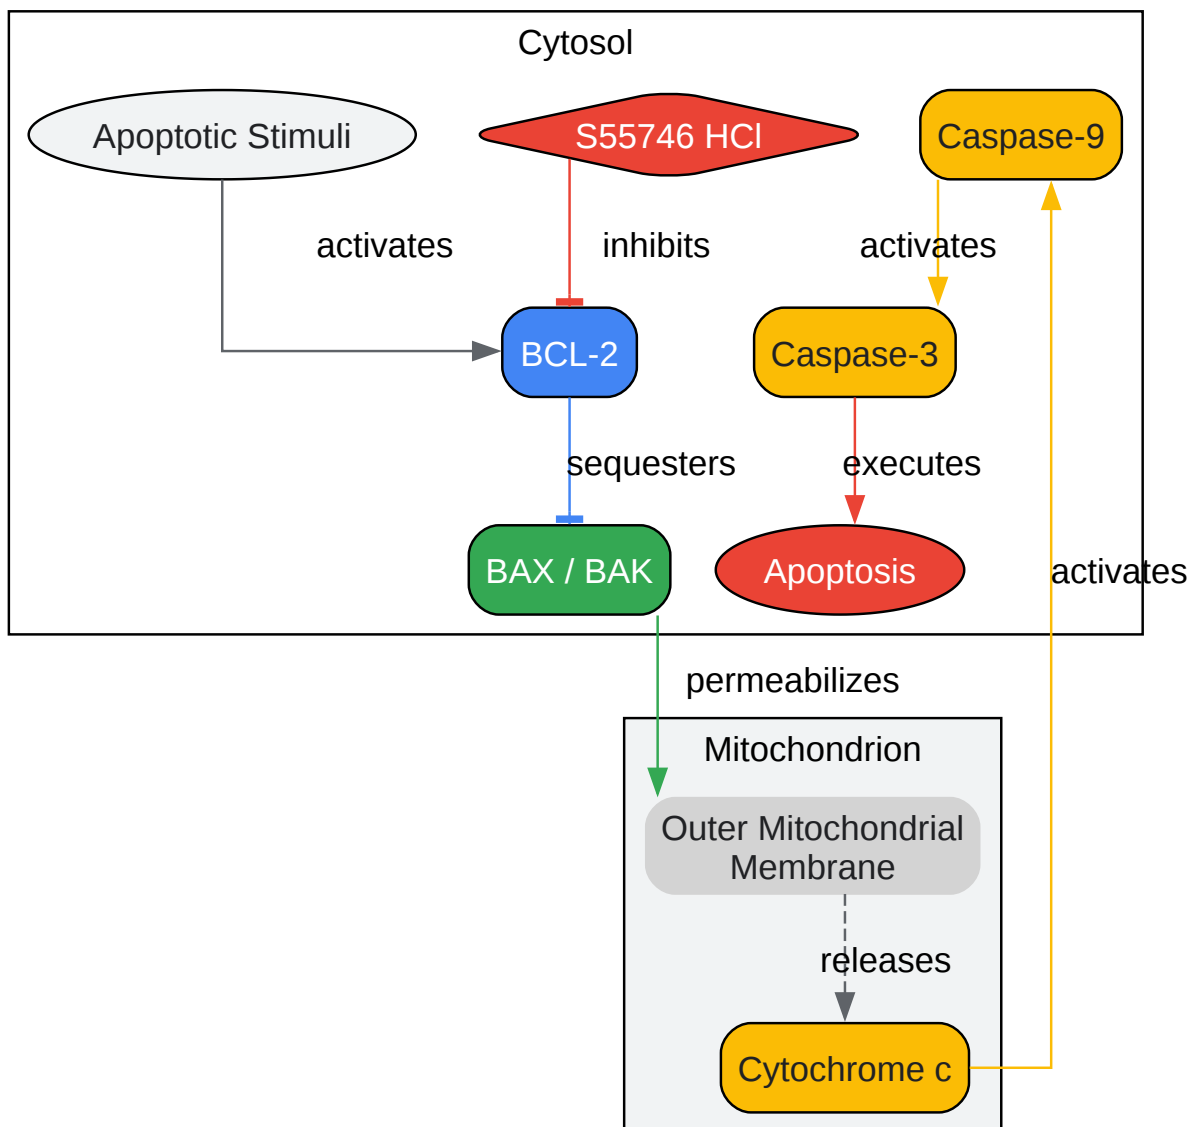 Cytosol
Apoptotic Stimuli
S55746 HCl
Caspase-9
activates
inhibits
activates
BCL-2
Caspase-3
sequesters
executes
BAX / BAK
Apoptosis
activates
permeabilizes
Mitochondrion
Outer Mitochondrial
Membrane
releases
Cytochrome c